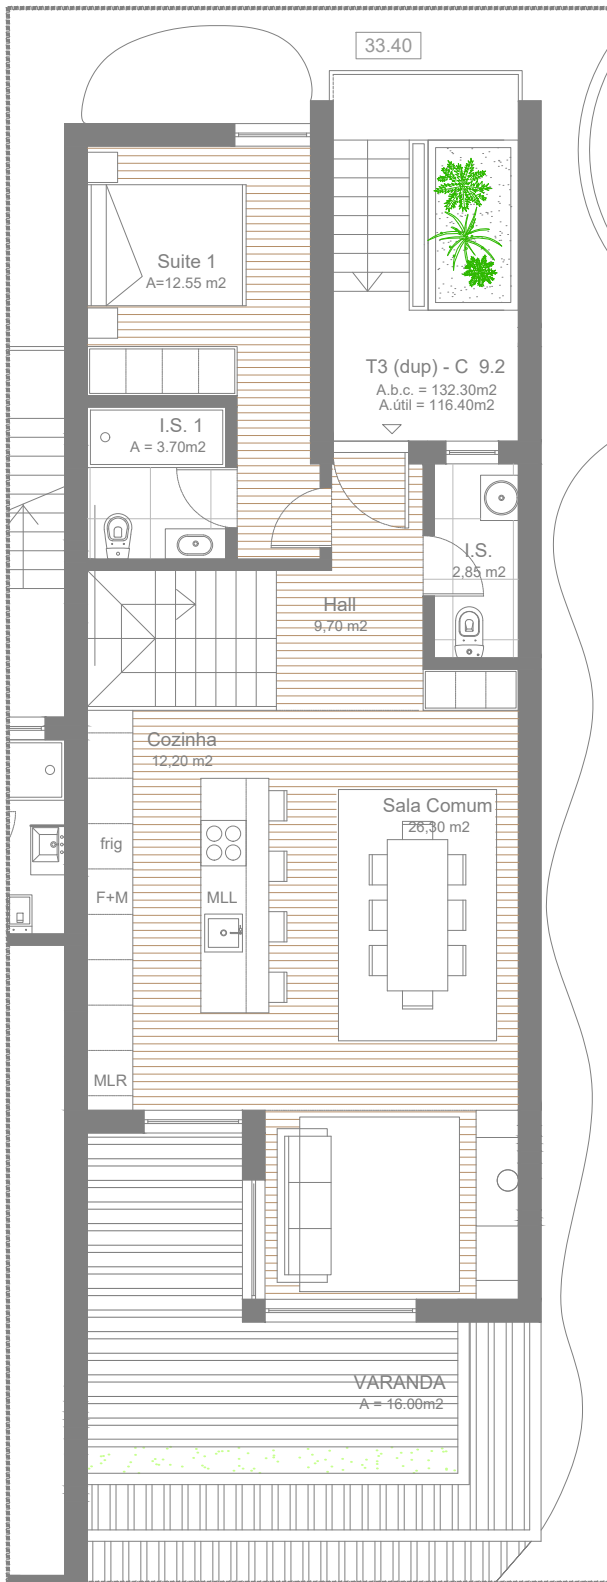 33.40
Suite 1
A=12.55 m2
T3 (dup) - C 9.2
A.b.c. = 132.30m2
A.útil = 116.40m2
I.S. 1
A = 3.70m2
I.S.
2,85 m2
Hall
9,70 m2
Cozinha
12,20 m2
Sala Comum
26,30 m2
frig
F+M
MLL
MLR
VARANDA
A = 16.00m2